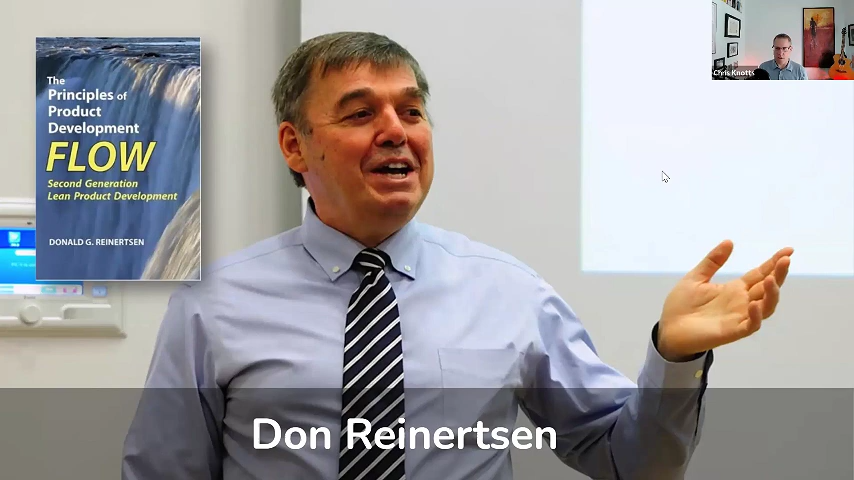 The
Principles of
Product
Development
FLOW
Second Generation
Lean Product Development
DONALD G. REINERTSEN
Chris Knotts
Don Reinertsen